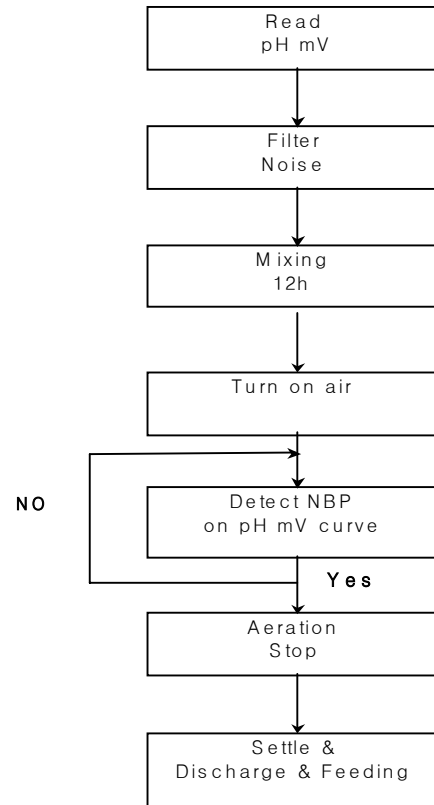 Read
pH mV
Filter
Noise
Mixing
12h
Turn on air
NO
Detect NBP
on pH mV curve
Yes
Aeration
Stop
Settle &
Discharge & Feeding